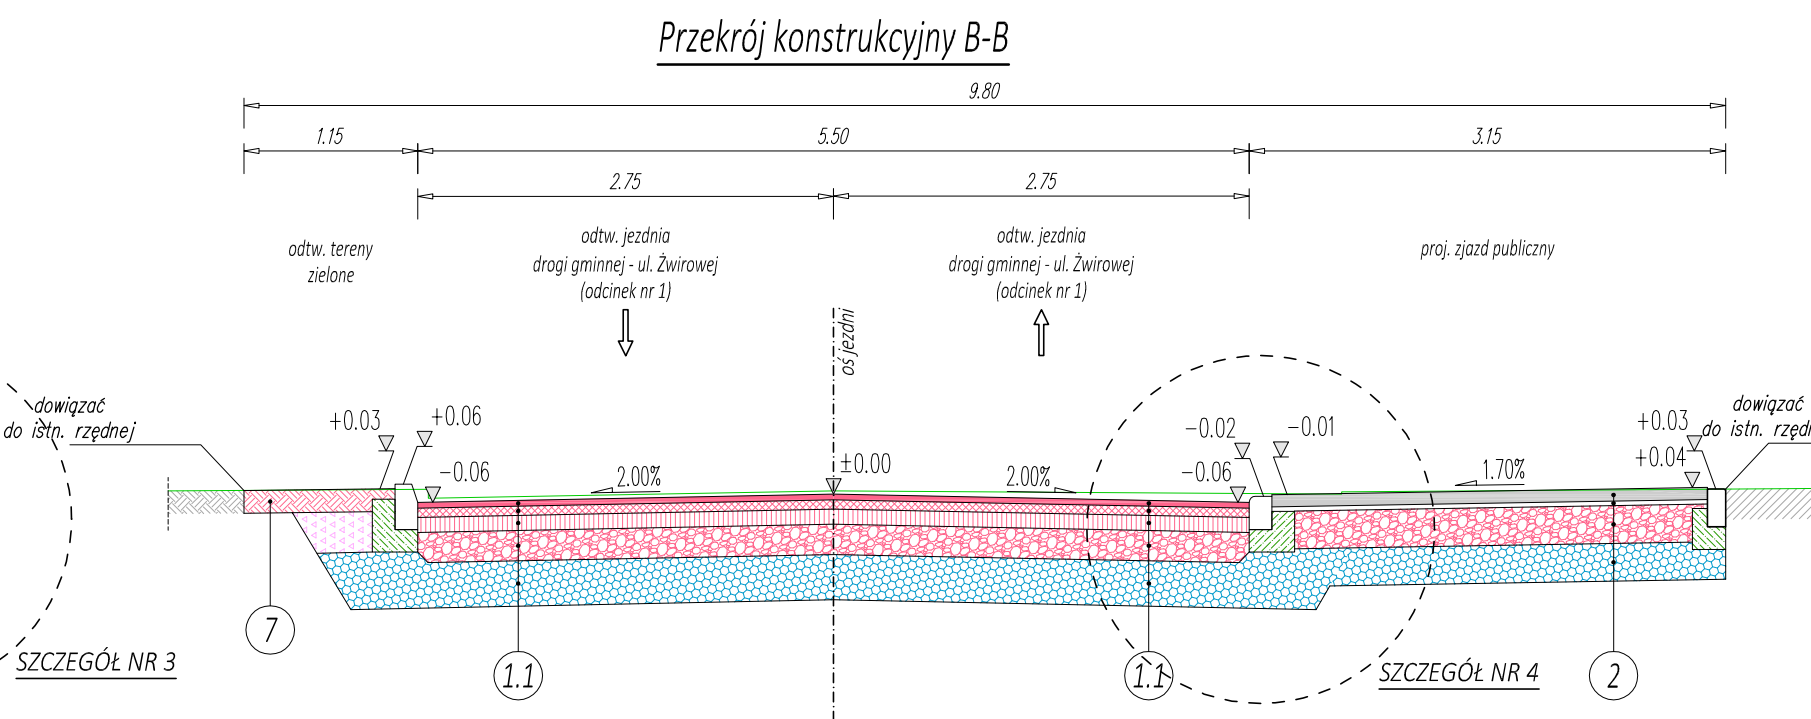 Przekrój konstrukcyjny B-B
9.80
1.15
5.50
3.15
2.75
2.75
odtw. tereny
zielone
odtw. jezdnia
drogi gminnej - ul. Żwirowej
(odcinek nr 1)
odtw. jezdnia
drogi gminnej - ul. Żwirowej
(odcinek nr 1)
proj. zjazd publiczny
oś jezdni
dowiązać
do istn. rzędnej
+0.03
+0.06
-0.06
2.00%
±0.00
2.00%
-0.02
-0.01
-0.06
1.70%
+0.03
+0.04
dowiązać
do istn.
7
1.1
1.1
2
SZCZEGÓŁ NR 3
SZCZEGÓŁ NR 4